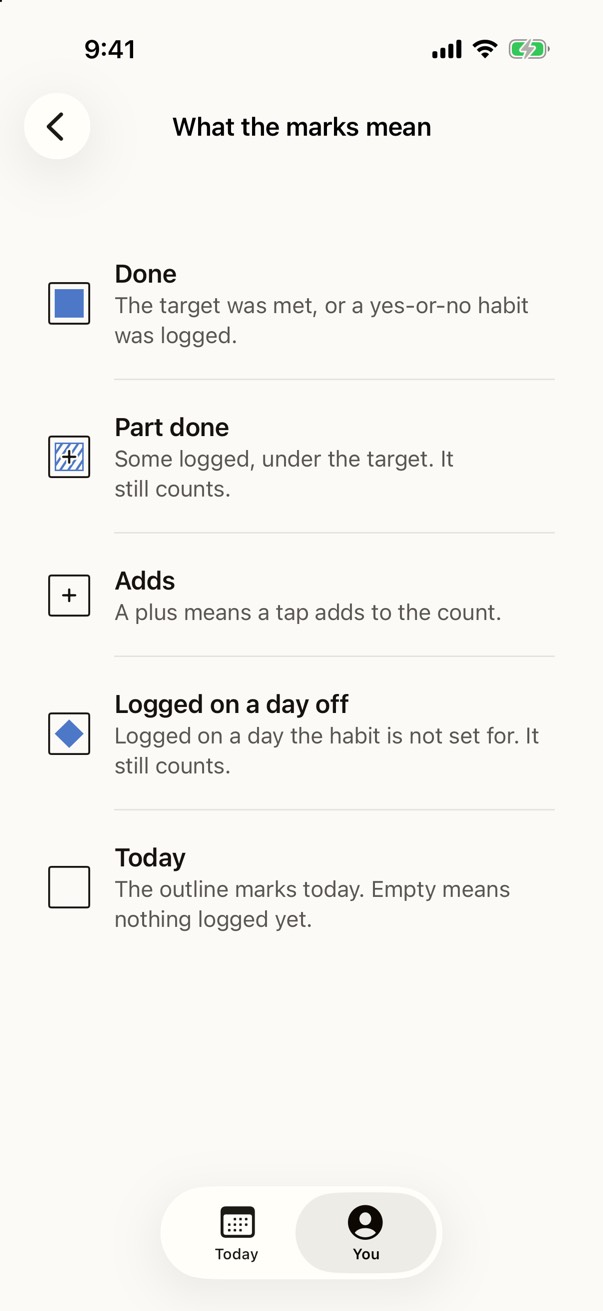 9:41
What the marks mean
Done
The target was met, or a yes-or-no habit
was logged.
Part done
Some logged, under the target. It
still counts.
Adds
A plus means a tap adds to the count.
Logged on a day off
Logged on a day the habit is not set for. It
still counts.
Today
The outline marks today. Empty means
nothing logged yet.
Today
You